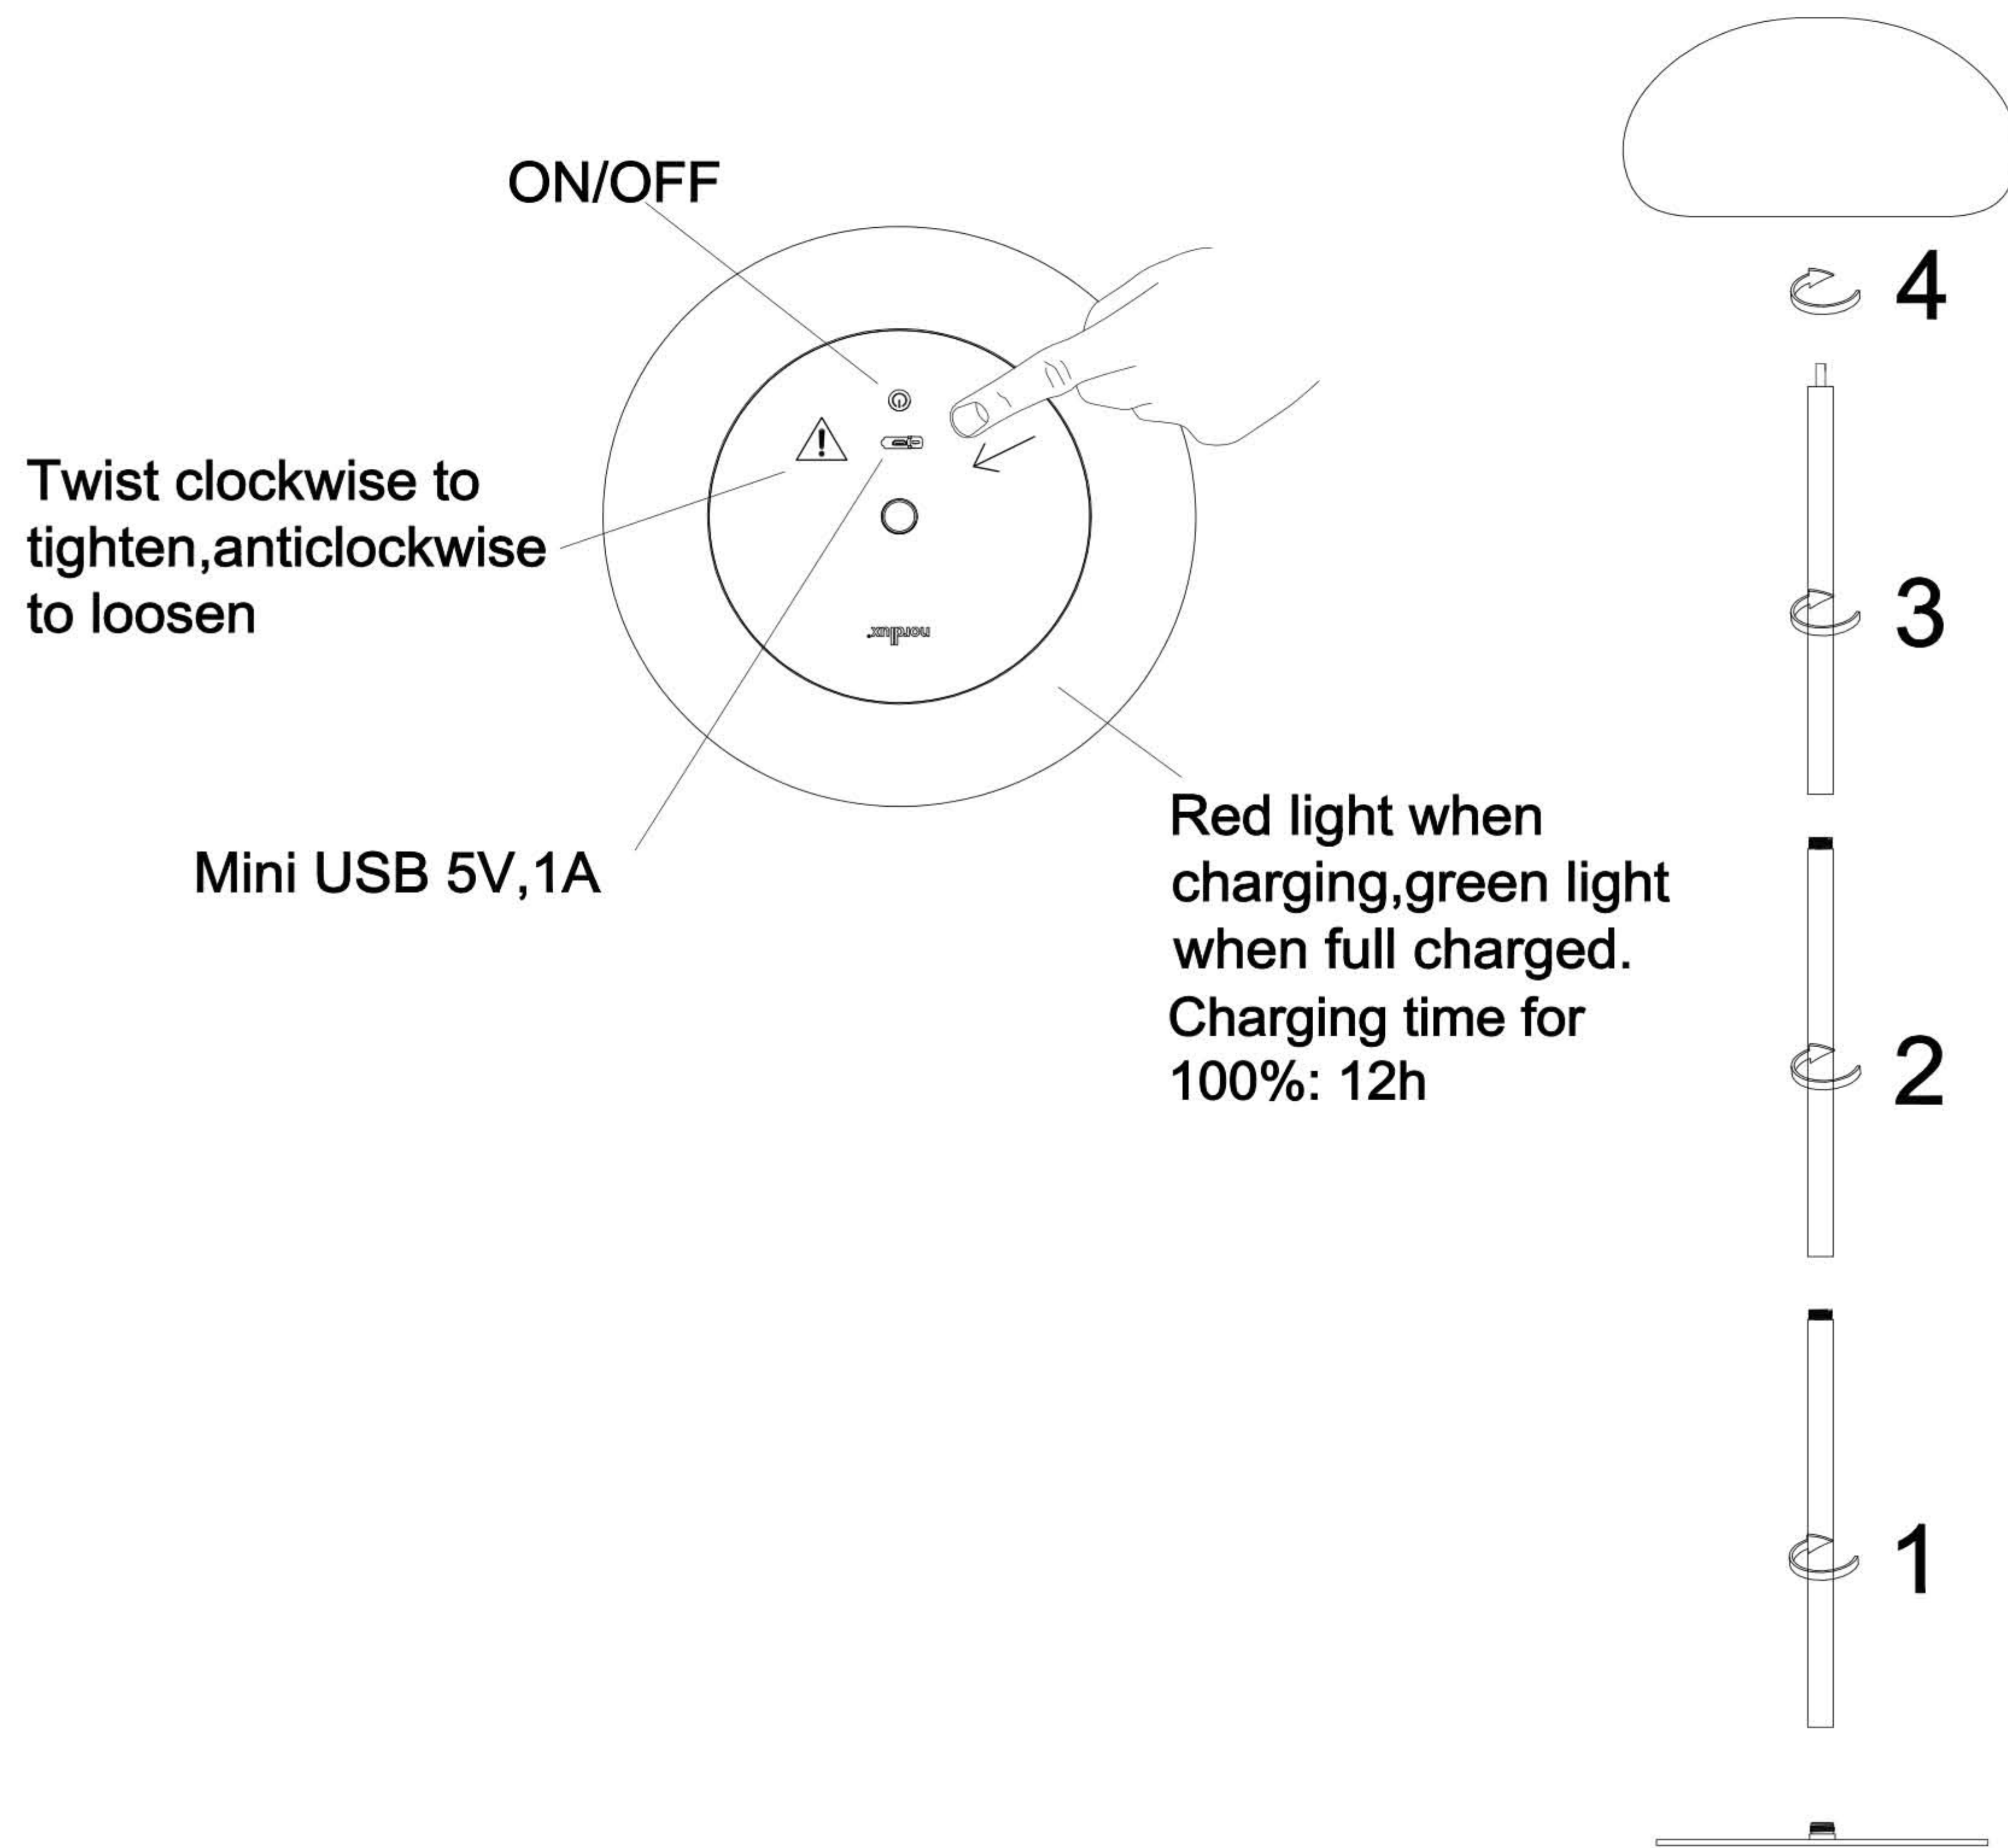 ON/OFF
Twist clockwise to
tighten,anticlockwise
to loosen
nordlux
Mini USB 5V,1A
Red light when
charging,green light
when full charged.
Charging time for
100%: 12h
4
3
2
1